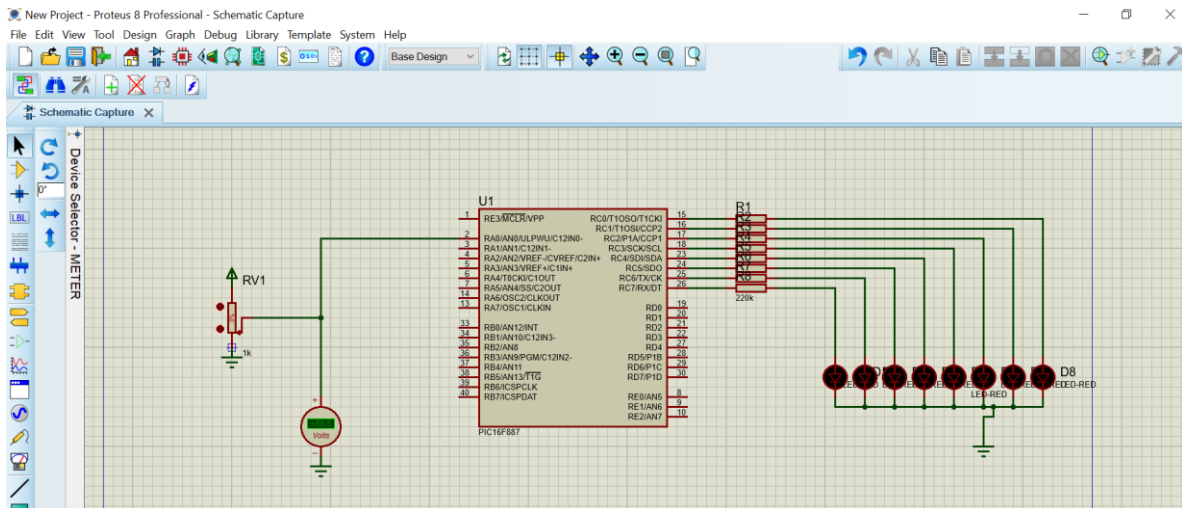 New Project - Proteus 8 Professional - Schematic Capture
File Edit View Tool Design Graph Debug Library Template System Help
Base Design
Schematic Capture
0°
LBL
Device Selector - METER
U1
1 RE3/MCLR/VPP
2 RA0/AN0/ULPWU/C12IN0-
3 RA1/AN1/C12IN1-
4 RA2/AN2/VREF-/CVREF/C2IN+
5 RA3/AN3/VREF+/C1IN+
6 RA4/T0CKI/C1OUT
7 RA5/AN4/SS/C2OUT
14 RA6/OSC2/CLKOUT
13 RA7/OSC1/CLKIN
33 RB0/AN12/INT
34 RB1/AN10/C12IN3-
35 RB2/AN8
36 RB3/AN9/PGM/C12IN2-
37 RB4/AN11
38 RB5/AN13/T1G
39 RB6/ICSPCLK
40 RB7/ICSPDAT
RC0/T1OSO/T1CKI 15
RC1/T1OSI/CCP2 16
RC2/P1A/CCP1 17
RC3/SCK/SCL 18
RC4/SDI/SDA 23
RC5/SDO 24
RC6/TX/CK 25
RC7/RX/DT 26
RD0 19
RD1 20
RD2 21
RD3 22
RD4 27
RD5/P1B 28
RD6/P1C 29
RD7/P1D 30
RE0/AN5 8
RE1/AN6 9
RE2/AN7 10
PIC16F887
R1
R2
R3
R4
R5
R6
R7
R8
220k
RV1
1k
Volts
D8
LED-RED